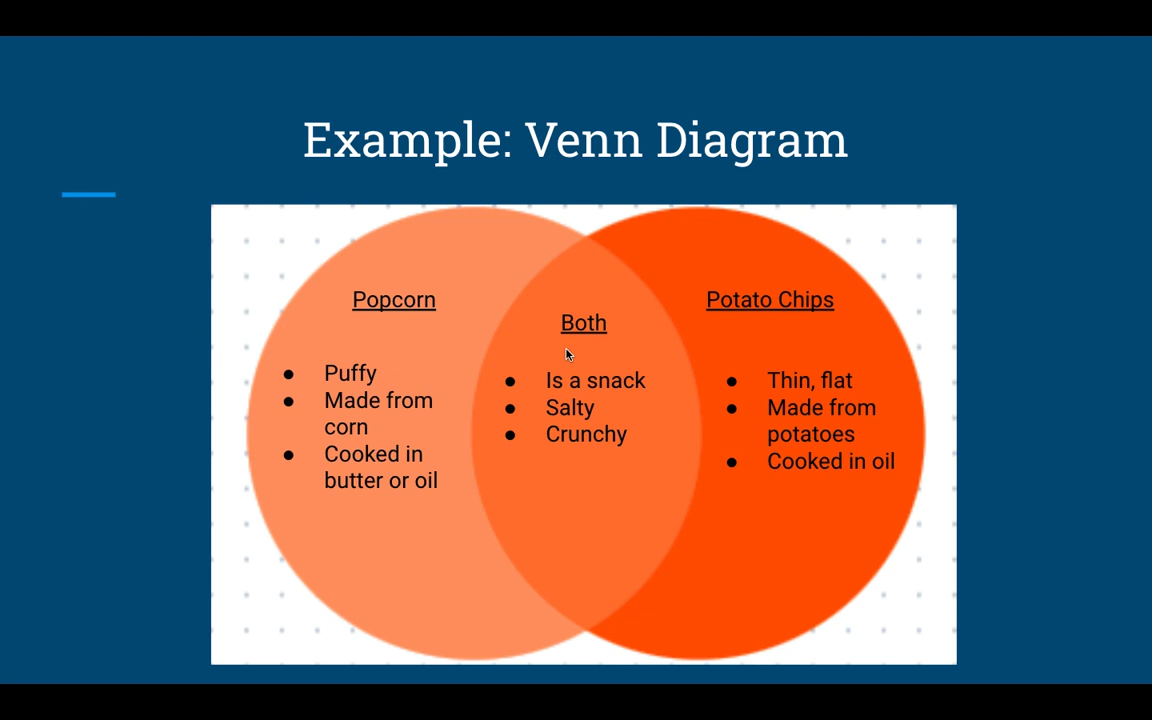 Example: Venn Diagram
Popcorn
● Puffy
● Made from
corn
● Cooked in
butter or oil
Both
● Is a snack
● Salty
● Crunchy
Potato Chips
● Thin, flat
● Made from
potatoes
● Cooked in oil